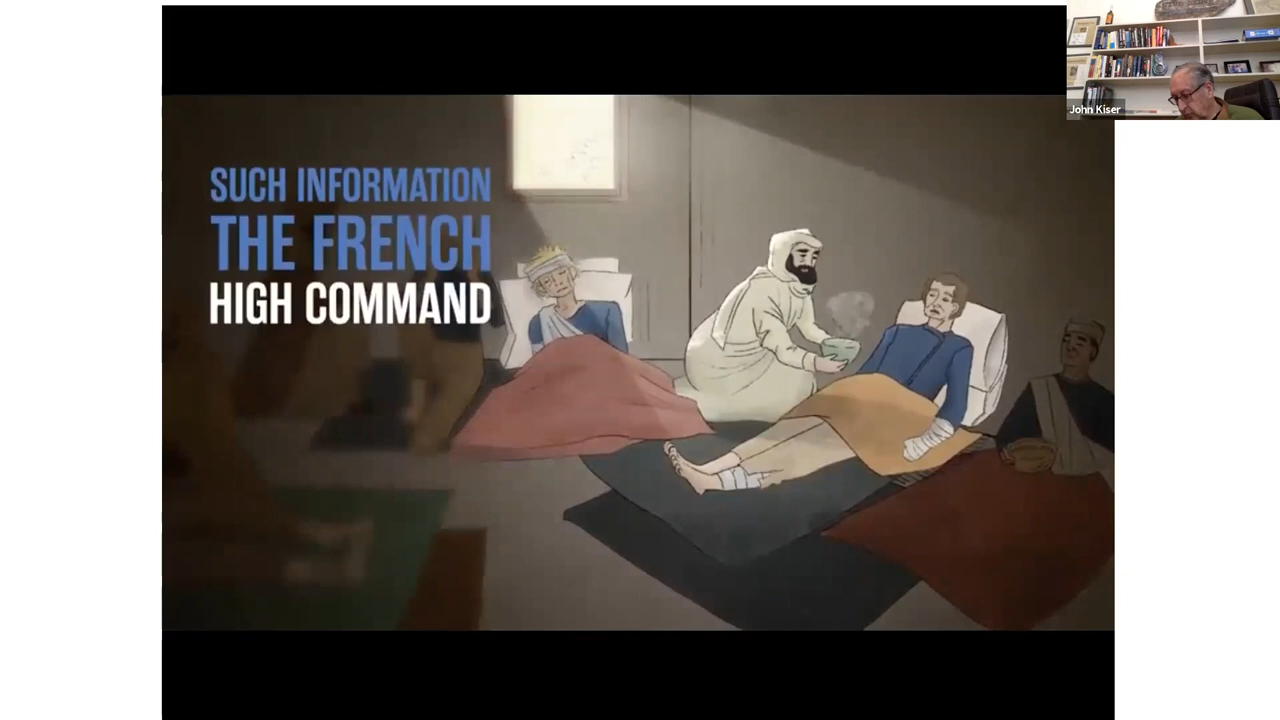 SUCH INFORMATION
THE FRENCH
HIGH COMMAND
John Kiser